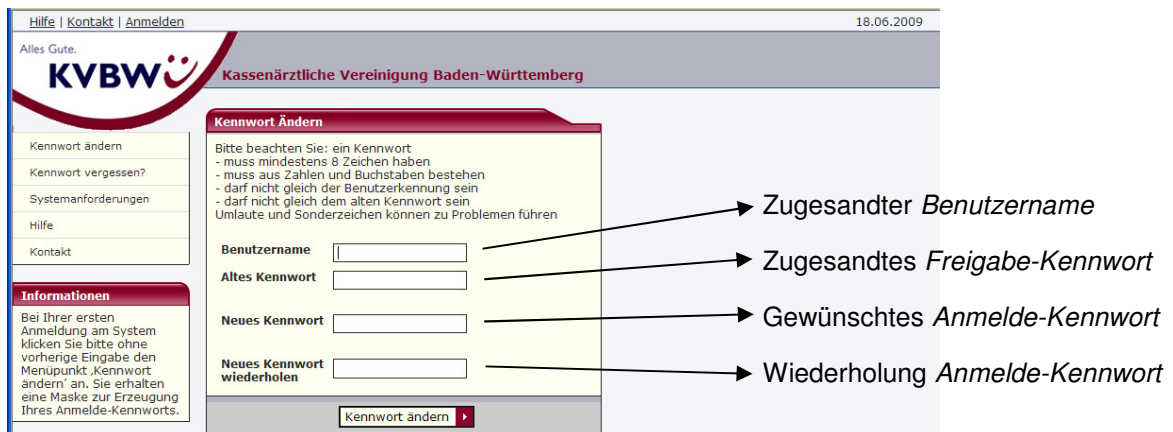 Hilfe | Kontakt | Anmelden
18.06.2009
Alles Gute.
KVBW
Kassenärztliche Vereinigung Baden-Württemberg
Kennwort ändern
Kennwort vergessen?
Systemanforderungen
Hilfe
Kontakt
Informationen
Bei Ihrer ersten
Anmeldung am System
klicken Sie bitte ohne
vorherige Eingabe den
Menüpunkt ‚Kennwort
ändern´ an. Sie erhalten
eine Maske zur Erzeugung
Ihres Anmelde-Kennworts.
Kennwort Ändern
Bitte beachten Sie: ein Kennwort
- muss mindestens 8 Zeichen haben
- muss aus Zahlen und Buchstaben bestehen
- darf nicht gleich der Benutzerkennung sein
- darf nicht gleich dem alten Kennwort sein
Umlaute und Sonderzeichen können zu Problemen führen
Benutzername
Altes Kennwort
Neues Kennwort
Neues Kennwort
wiederholen
Kennwort ändern
Zugesandter Benutzername
Zugesandtes Freigabe-Kennwort
Gewünschtes Anmelde-Kennwort
Wiederholung Anmelde-Kennwort